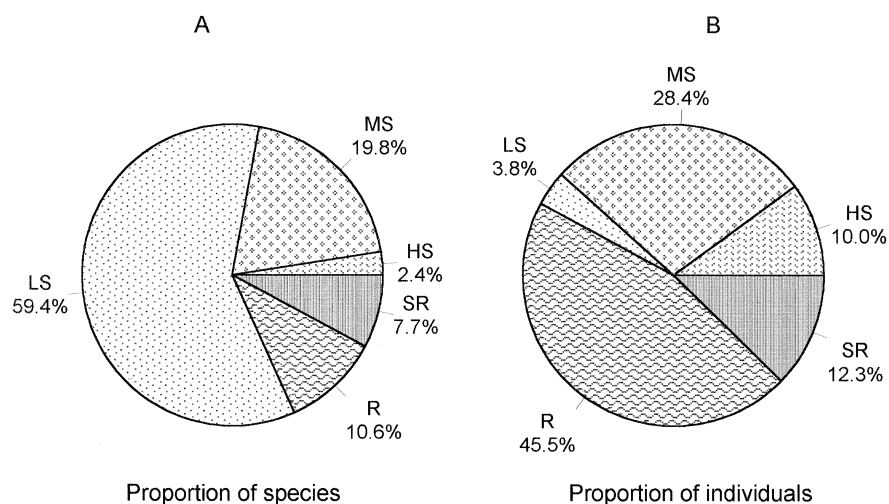 A
MS
19.8%
HS
2.4%
SR
7.7%
R
10.6%
LS
59.4%
Proportion of species
B
MS
28.4%
LS
3.8%
HS
10.0%
SR
12.3%
R
45.5%
Proportion of individuals